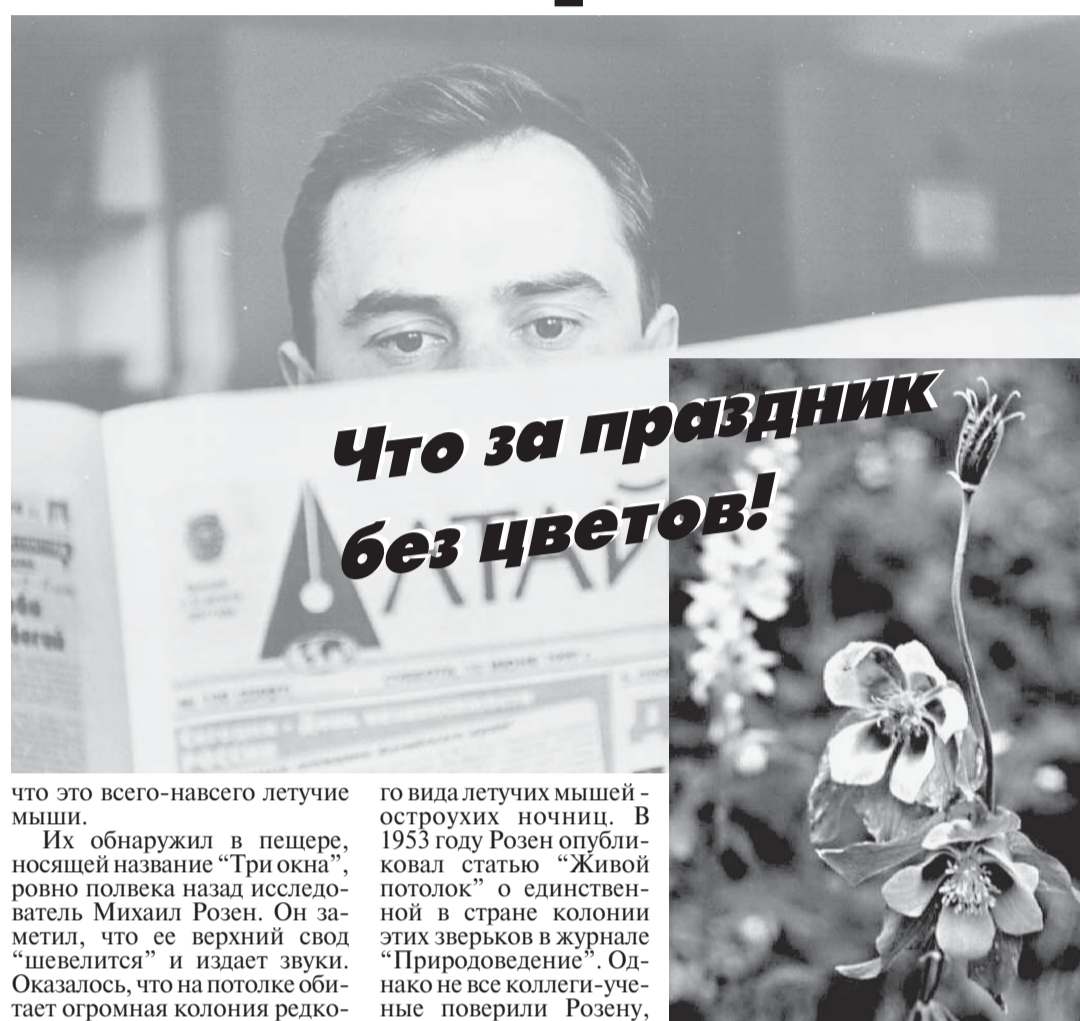 Что за праздник
без цветов!
АЛТАЙ
что это всего-навсего летучие
мыши.
Их обнаружил в пещере,
носящей название “Три окна”,
ровно полвека назад исследо-
ватель Михаил Розен. Он за-
метил, что ее верхний свод
“шевелится” и издает звуки.
Оказалось, что на потолке оби-
тает огромная колония редко-
го вида летучих мышей -
остроухих ночниц. В
1953 году Розен опубли-
ковал статью “Живой
потолок” о единствен-
ной в стране колонии
этих зверьков в журнале
“Природоведение”. Од-
нако не все коллеги-уче-
ные поверили Розену,